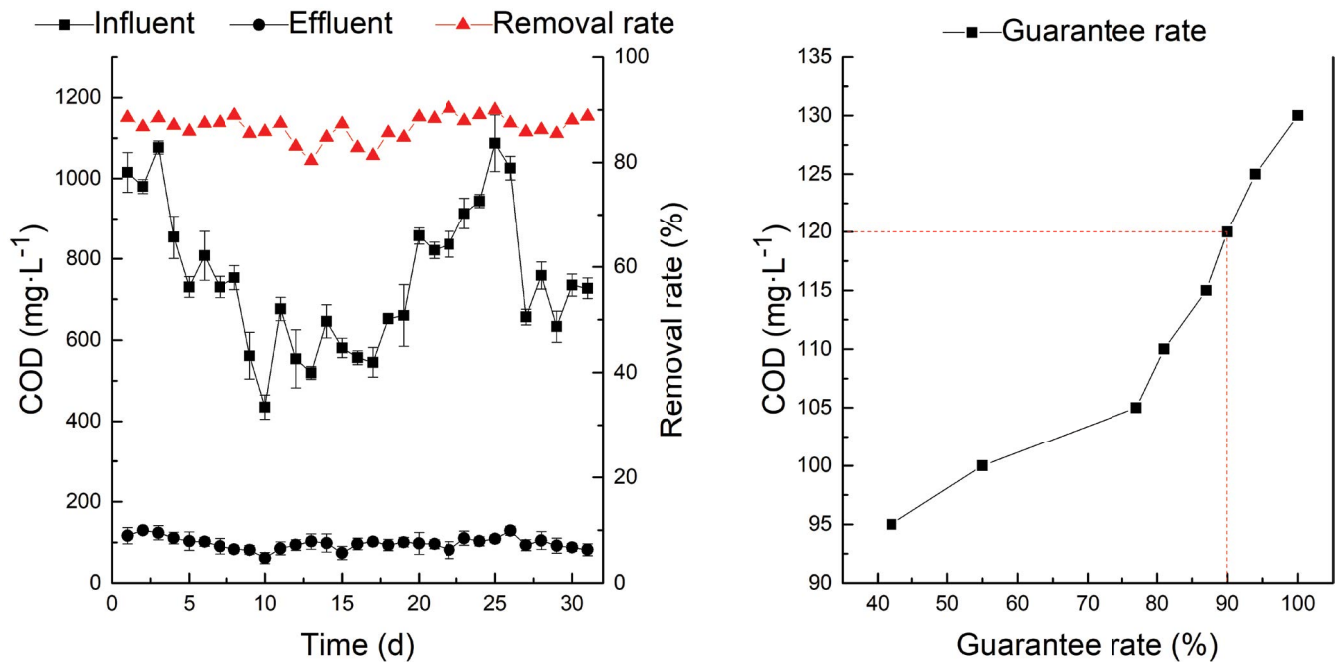 Influent Effluent Removal rate
COD (mg·L-1)
1200
1000
800
600
400
200
0
0 5 10 15 20 25 30
Time (d)
100
80
60
40
20
0
Removal rate (%)
Guarantee rate
COD (mg·L-1)
135
130
125
120
115
110
105
100
95
90
40 50 60 70 80 90 100
Guarantee rate (%)